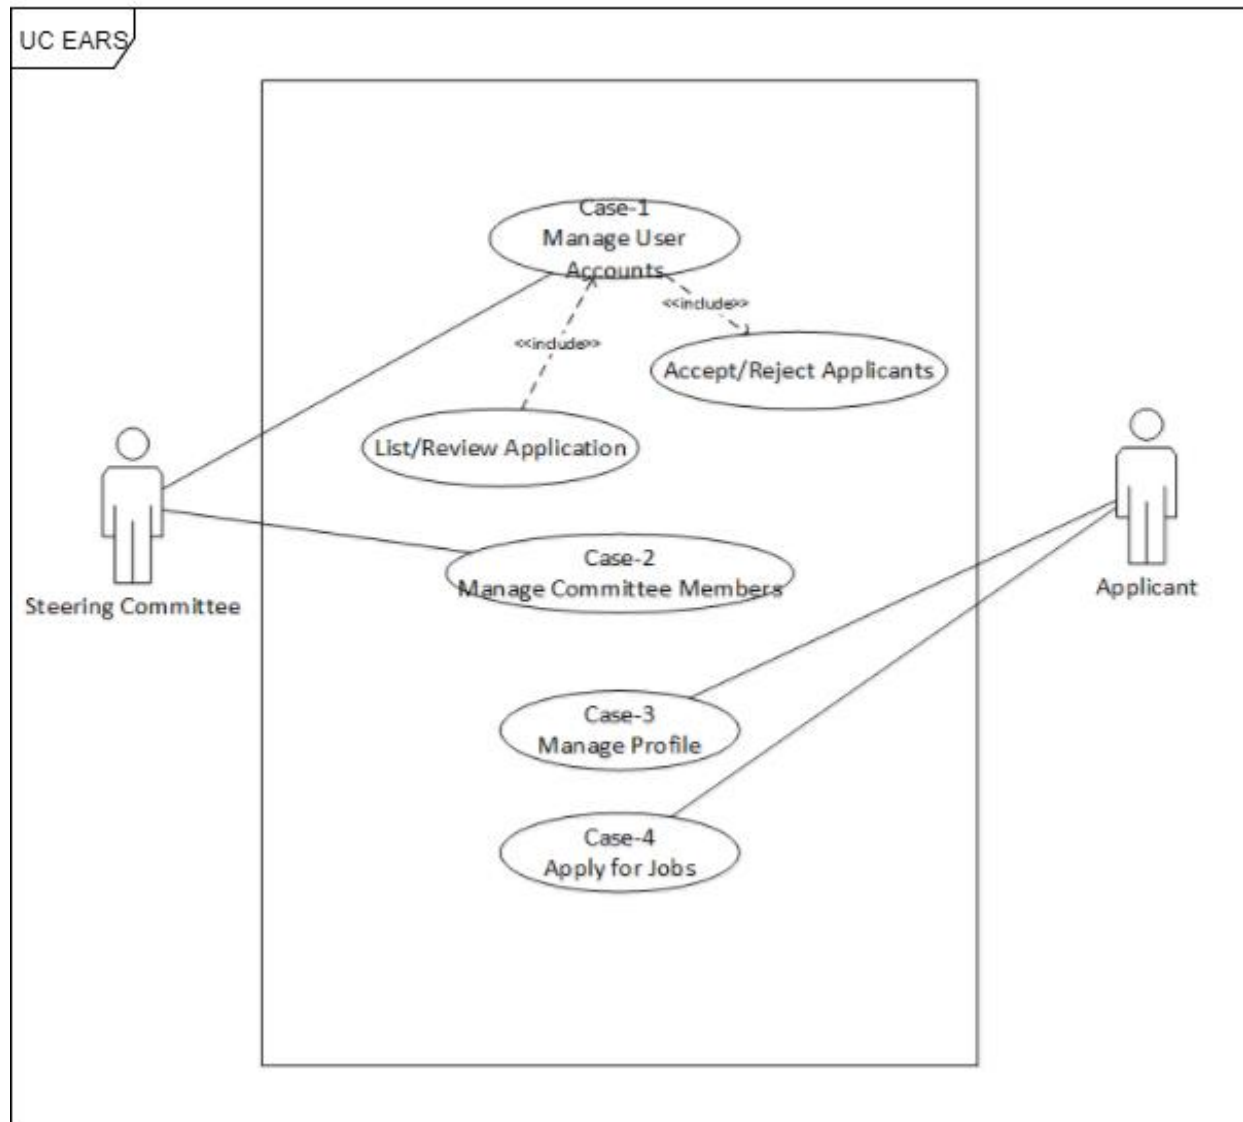 UC EARS
Case-1
Manage User
Accounts
<<include>>
<<include>>
Accept/Reject Applicants
List/Review Application
Steering Committee
Case-2
Manage Committee Members
Applicant
Case-3
Manage Profile
Case-4
Apply for Jobs